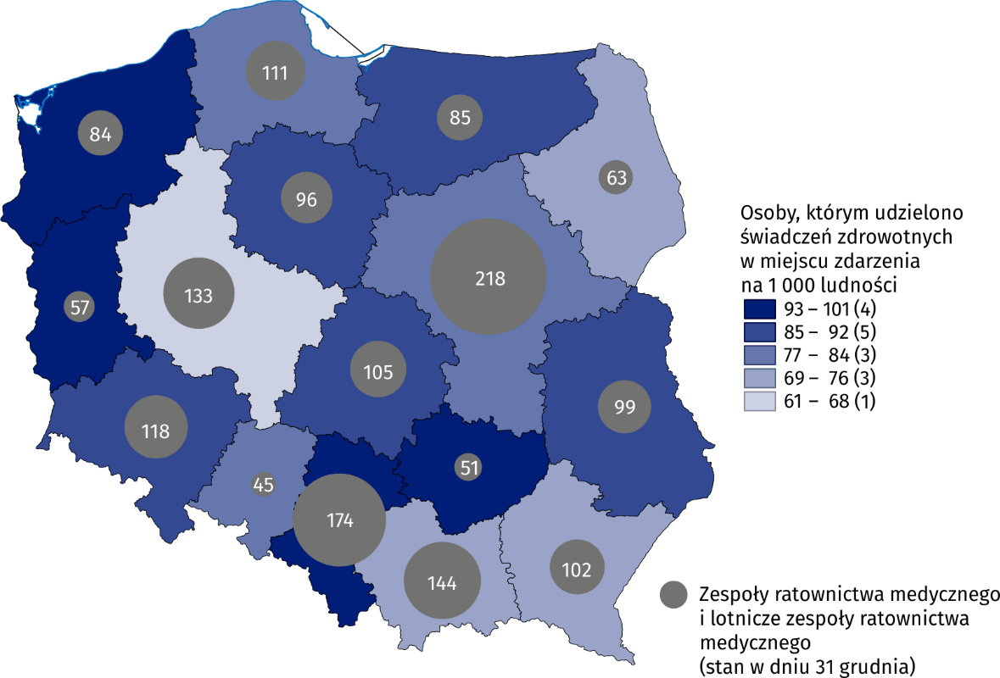 111
84
85
63
96
218
133
57
105
99
118
51
45
174
144
102
Osoby, którym udzielono
świadczeń zdrowotnych
w miejscu zdarzenia
na 1 000 ludności
93 – 101 (4)
85 – 92 (5)
77 – 84 (3)
69 – 76 (3)
61 – 68 (1)
Zespoły ratownictwa medycznego
i lotnicze zespoły ratownictwa
medycznego
(stan w dniu 31 grudnia)